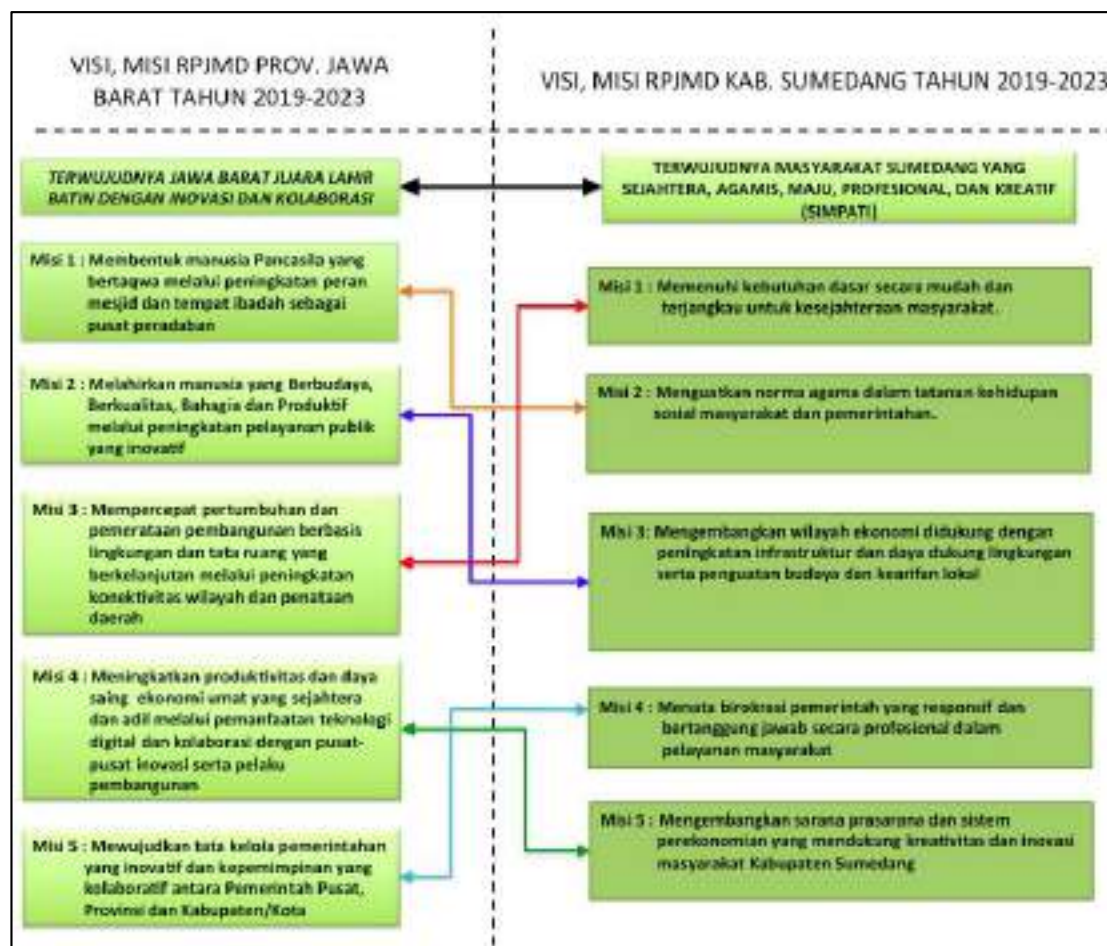 VISI, MISI RPJMD PROV. JAWA
BARAT TAHUN 2019-2023
TERWUJUDNYA JAWA BARAT JUARA LAHIR
BATIN DENGAN INOVASI DAN KOLABORASI
Misi 1 : Membentuk manusia Pancasila yang
bertaqwa melalui peningkatan peran
mesjid dan tempat ibadah sebagai
pusat peradaban
Misi 2 : Melahirkan manusia yang Berbudaya,
Berkualitas, Bahagia dan Produktif
melalui peningkatan pelayanan publik
yang inovatif
Misi 3 : Mempercepat pertumbuhan dan
pemerataan pembangunan berbasis
lingkungan dan tata ruang yang
berkelanjutan melalui peningkatan
konektivitas wilayah dan penataan
daerah
Misi 4 : Meningkatkan produktivitas dan daya
saing ekonomi umat yang sejahtera
dan adil melalui pemanfaatan teknologi
digital dan kolaborasi dengan pusat-
pusat inovasi serta pelaku
pembangunan
Misi 5 : Mewujudkan tata kelola pemerintahan
yang inovatif dan kepemimpinan yang
kolaboratif antara Pemerintah Pusat,
Provinsi dan Kabupaten/Kota
VISI, MISI RPJMD KAB. SUMEDANG TAHUN 2019-2023
TERWUJUDNYA MASYARAKAT SUMEDANG YANG
SEJAHTERA, AGAMIS, MAJU, PROFESIONAL, DAN KREATIF
(SIMPATI)
Misi 1 : Memenuhi kebutuhan dasar secara mudah dan
terjangkau untuk kesejahteraan masyarakat.
Misi 2 : Menguatkan norma agama dalam tatanan kehidupan
sosial masyarakat dan pemerintahan.
Misi 3: Mengembangkan wilayah ekonomi didukung dengan
peningkatan infrastruktur dan daya dukung lingkungan
serta penguatan budaya dan kearifan lokal
Misi 4 : Menata birokrasi pemerintah yang responsif dan
bertanggung jawab secara profesional dalam
pelayanan masyarakat
Misi 5 : Mengembangkan sarana prasarana dan sistem
perekonomian yang mendukung kreativitas dan inovasi
masyarakat Kabupaten Sumedang